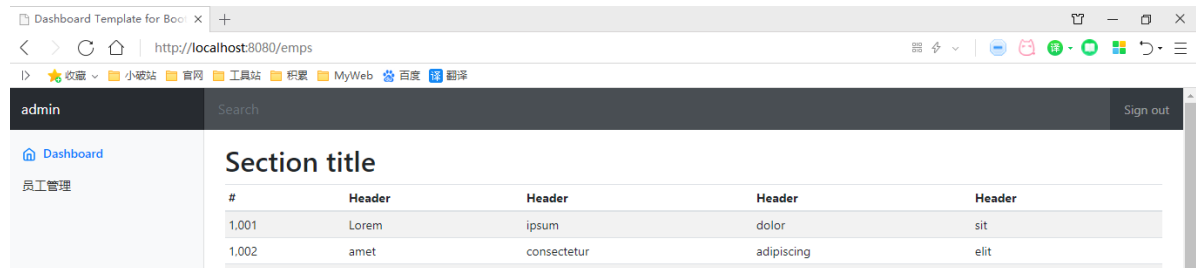 Dashboard Template for Boot
http://localhost:8080/emps
译
收藏 小破站 官网 工具站 积累 MyWeb 百度 译 翻译
admin Search Sign out
Dashboard
员工管理
Section title
# Header Header Header Header
1,001 Lorem ipsum dolor sit
1,002 amet consectetur adipiscing elit